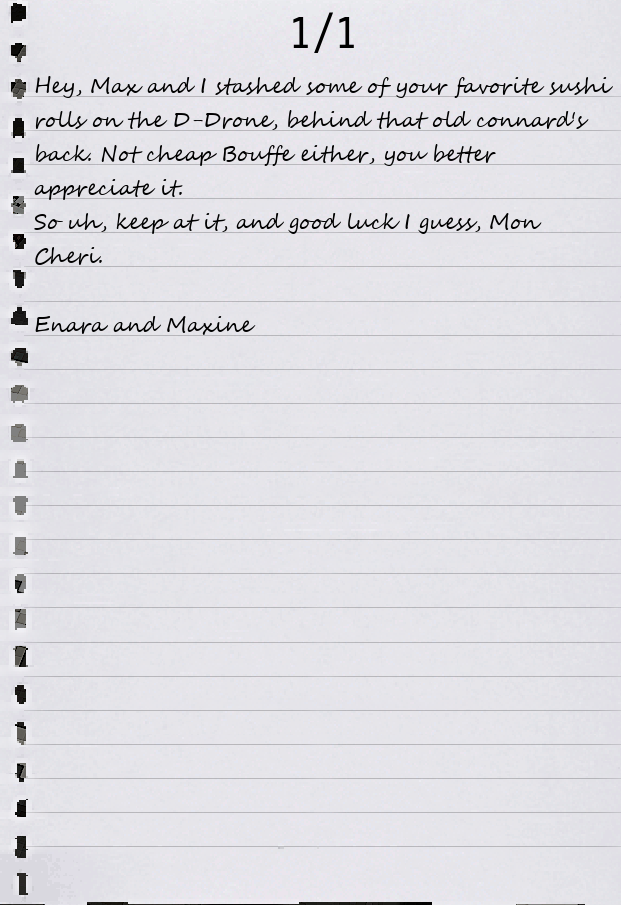 1/1
Hey, Max and I stashed some of your favorite sushi
rolls on the D-Drone, behind that old connard's
back. Not cheap Bouffe either, you better
appreciate it.
So uh, keep at it, and good luck I guess, Mon
Cheri.
Enara and Maxine